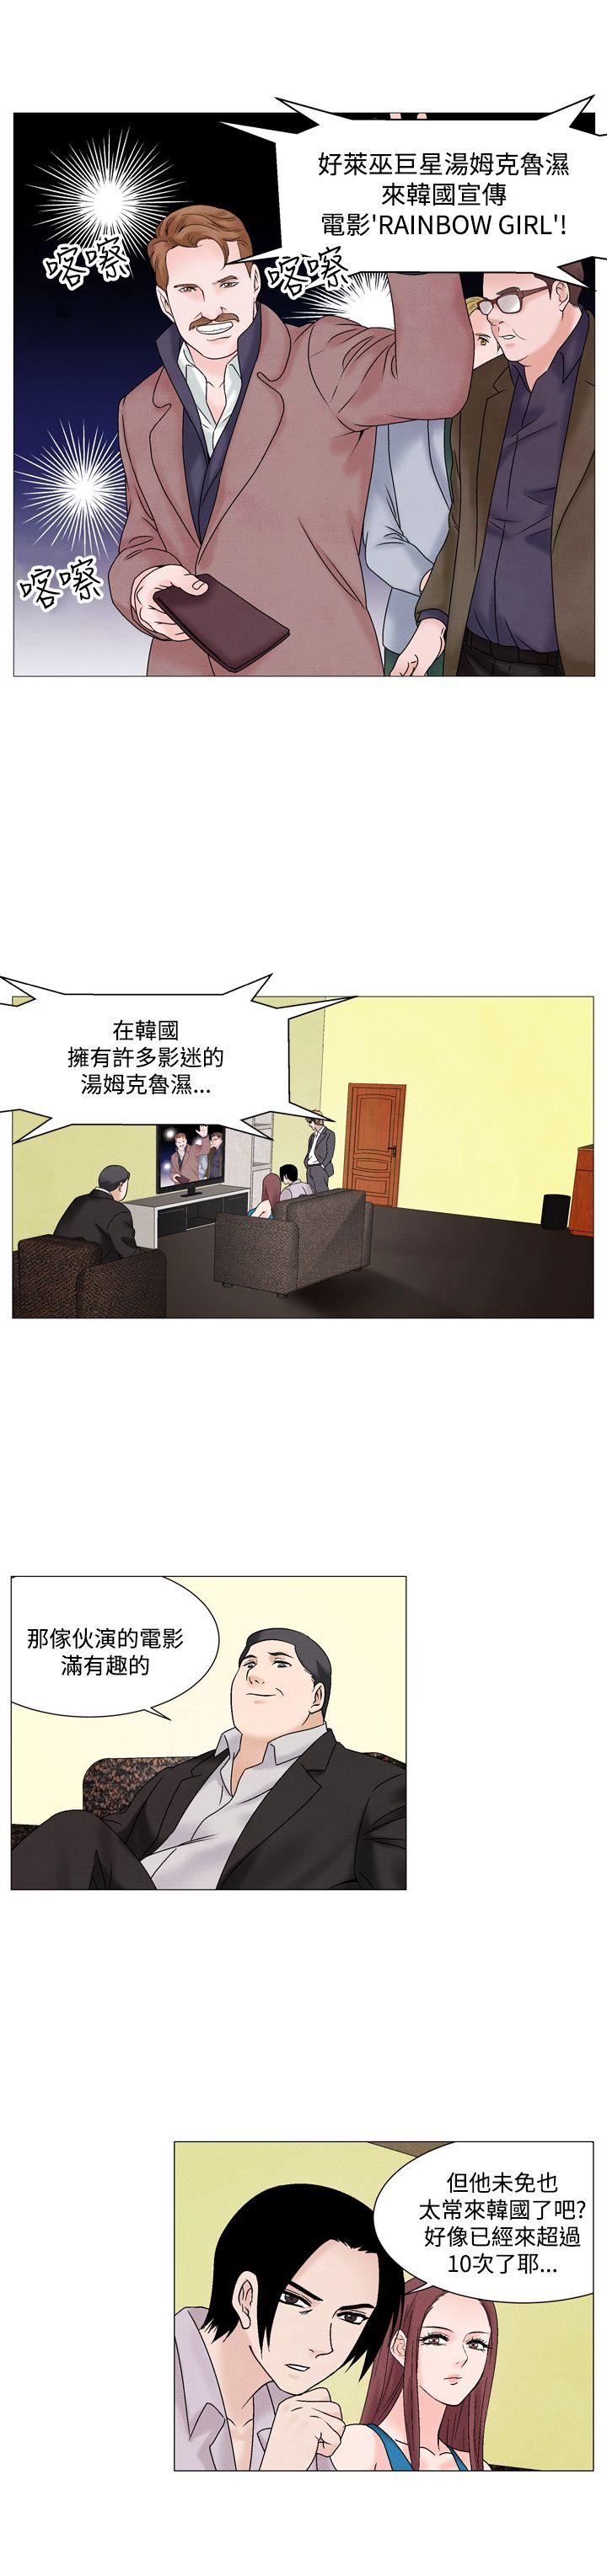 好萊巫巨星湯姆克魯濕
來韓國宣傳
電影'RAINBOW GIRL'!
喀嚓
喀嚓
喀嚓
在韓國
擁有許多影迷的
湯姆克魯濕...
那傢伙演的電影
滿有趣的
但他未免也
太常來韓國了吧?
好像已經來超過
10次了耶...